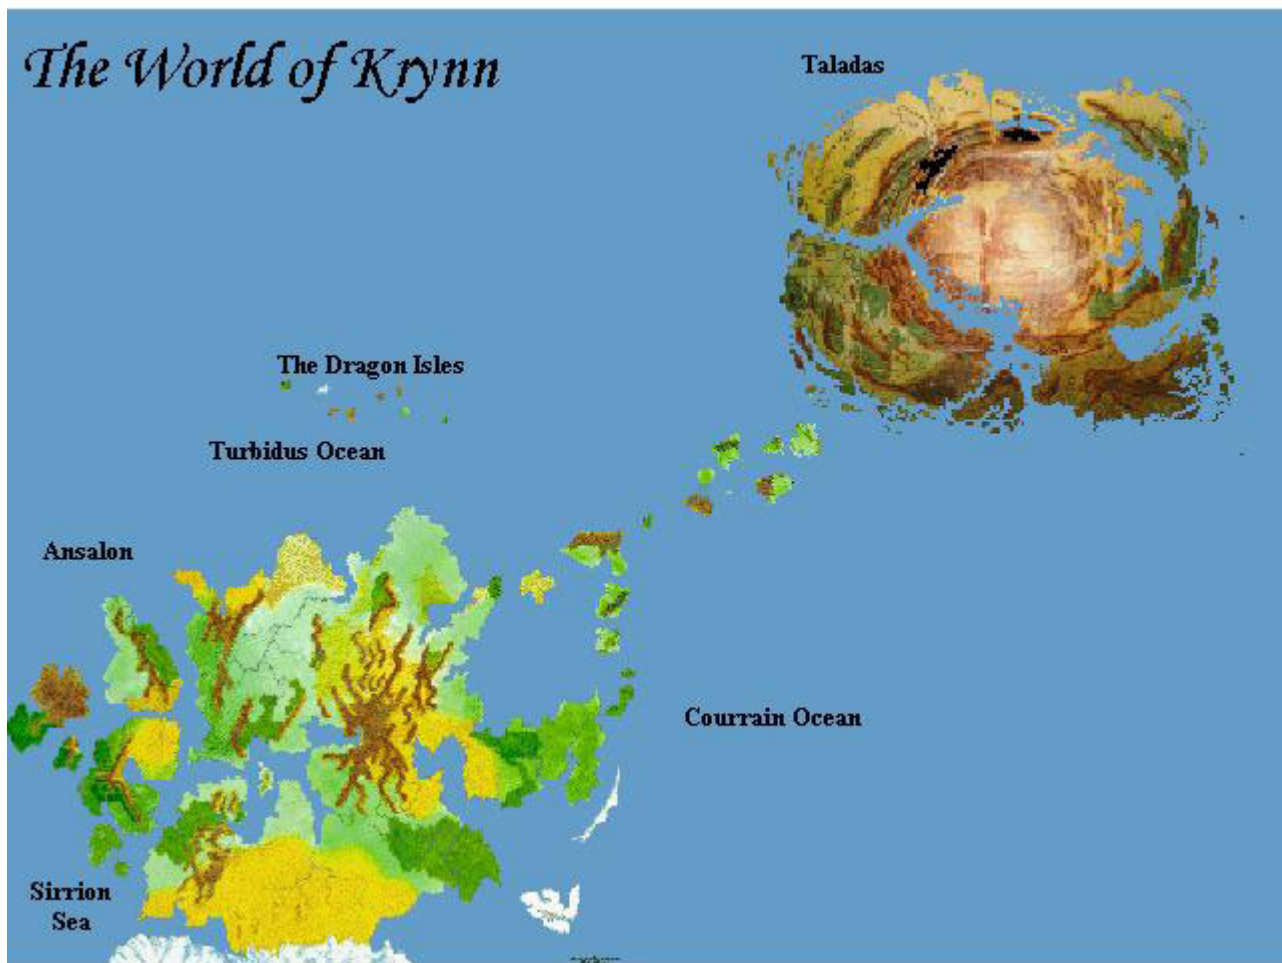 The World of Krynn
Taladas
The Dragon Isles
Turbidus Ocean
Ansalon
Courrain Ocean
Sirrion
Sea